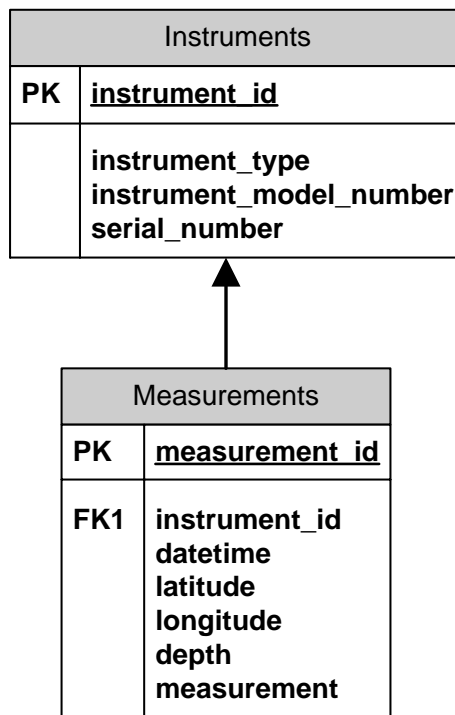 Instruments
PK instrument_id
instrument_type
instrument_model_number
serial_number
Measurements
PK measurement_id
FK1 instrument_id
datetime
latitude
longitude
depth
measurement